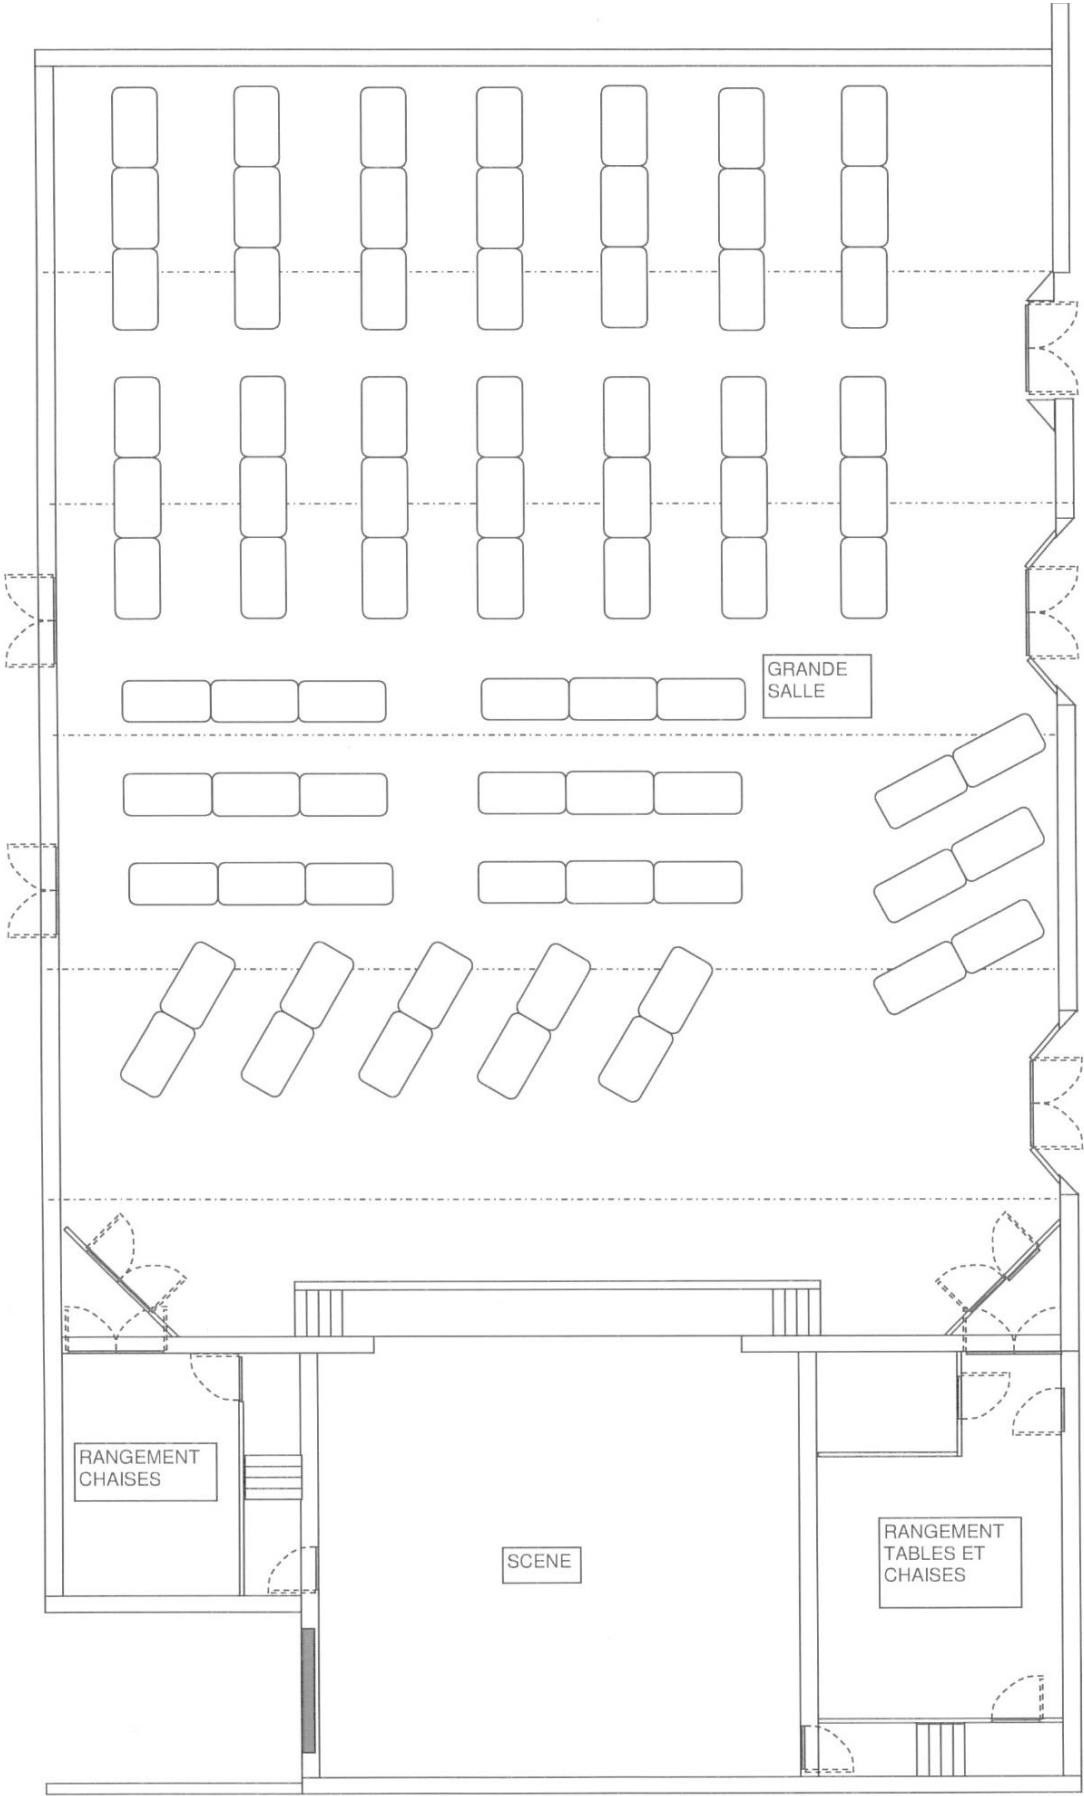 GRANDE
SALLE
RANGEMENT
CHAISES
SCENE
RANGEMENT
TABLES ET
CHAISES